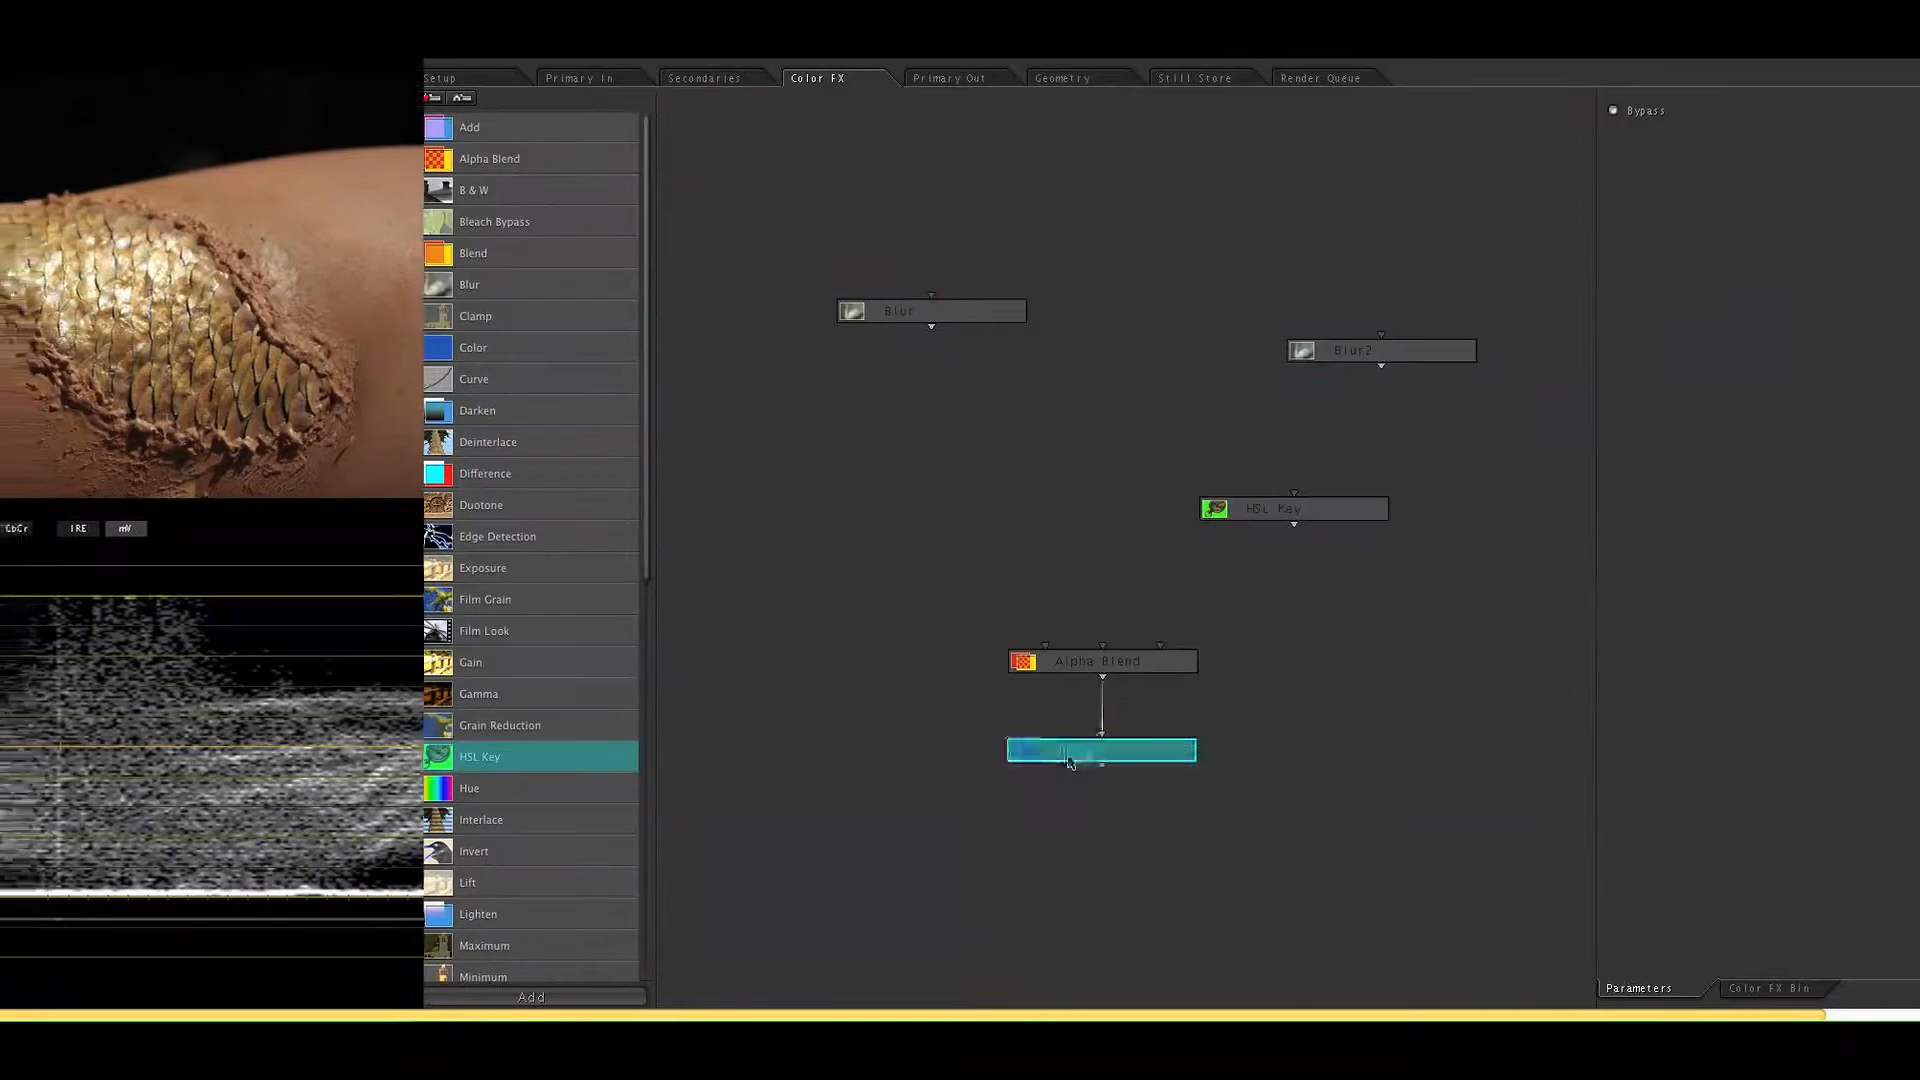 Setup
Primary In
Secondaries
Color FX
Primary Out
Geometry
Still Store
Render Queue
Bypass
Add
Alpha Blend
B & W
Bleach Bypass
Blend
Blur
Clamp
Color
Curve
Darken
Deinterlace
Difference
Duotone
Edge Detection
Exposure
Film Grain
Film Look
Gain
Gamma
Grain Reduction
HSL Key
Hue
Interlace
Invert
Lift
Lighten
Maximum
Minimum
Add
Blur
Blur2
HSL Key
Alpha Blend
CbCr
IRE
mV
Parameters
Color FX Bin